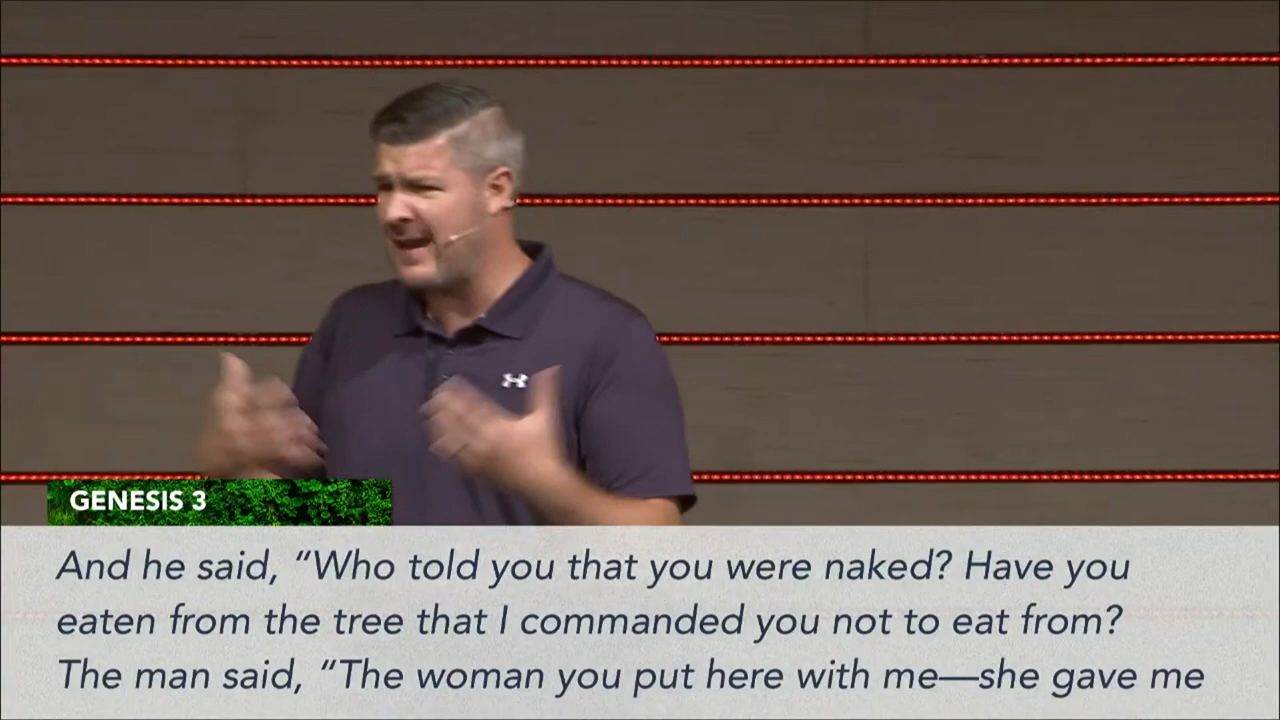 GENESIS 3
And he said, “Who told you that you were naked? Have you
eaten from the tree that I commanded you not to eat from?
The man said, “The woman you put here with me—she gave me